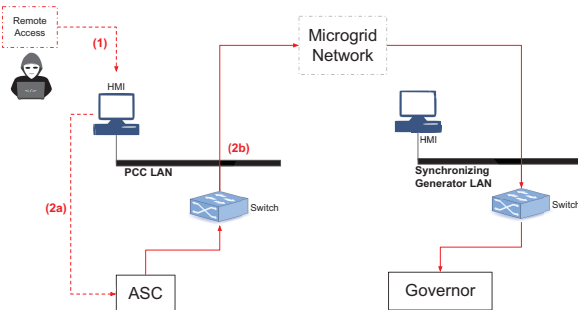 Remote
Access
(1)
HMI
Microgrid
Network
HMI
(2b)
PCC LAN
Synchronizing
Generator LAN
(2a)
Switch
Switch
ASC
Governor